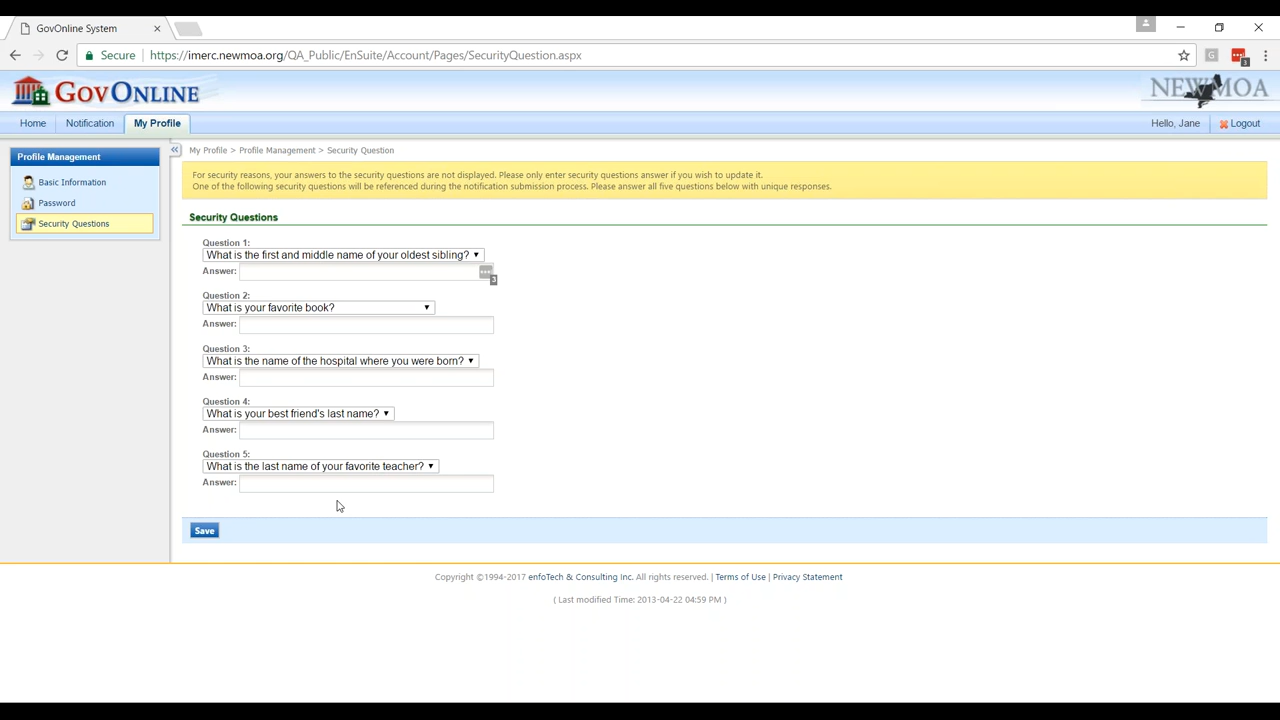 GovOnline System
Secure https://imerc.newmoa.org/QA_Public/EnSuite/Account/Pages/SecurityQuestion.aspx
G
3
GOVONLINE
NEWMOA
Home Notification My Profile
Hello, Jane Logout
Profile Management
Basic Information
Password
Security Questions
My Profile > Profile Management > Security Question
For security reasons, your answers to the security questions are not displayed. Please only enter security questions answer if you wish to update it.
One of the following security questions will be referenced during the notification submission process. Please answer all five questions below with unique responses.
Security Questions
Question 1:
What is the first and middle name of your oldest sibling?
Answer:
3
Question 2:
What is your favorite book?
Answer:
Question 3:
What is the name of the hospital where you were born?
Answer:
Question 4:
What is your best friend's last name?
Answer:
Question 5:
What is the last name of your favorite teacher?
Answer:
Save
Copyright ©1994-2017 enfoTech & Consulting Inc. All rights reserved. | Terms of Use | Privacy Statement
( Last modified Time: 2013-04-22 04:59 PM )